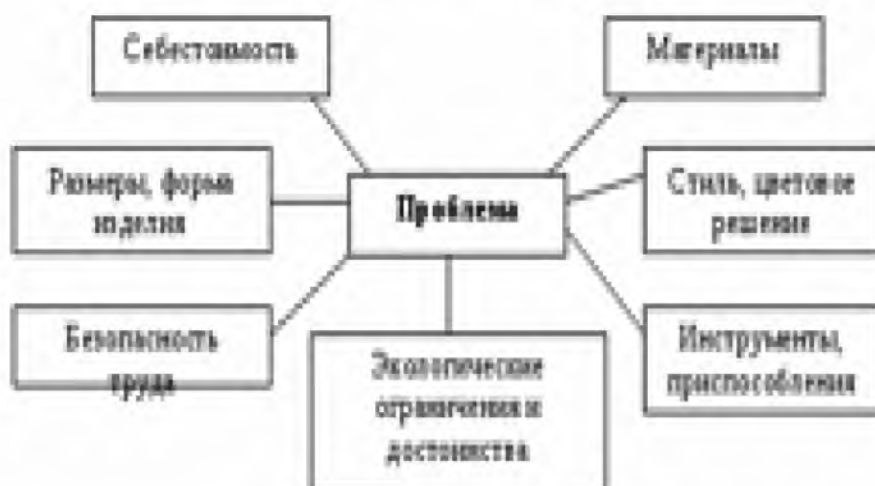 Себестоимость
Материалы
Размеры, форма
изделия
Проблема
Стиль, цветовое
решение
Безопасность
труда
Экологические
ограничения и
достоинства
Инструменты,
приспособления